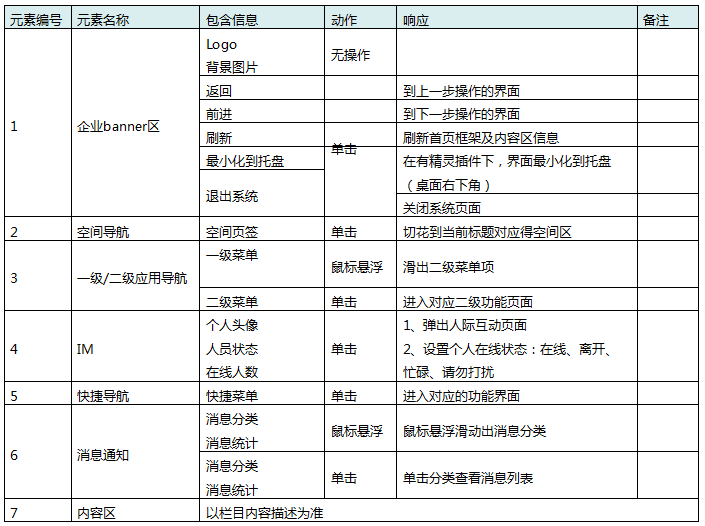 元素编号 元素名称 包含信息 动作 响应 备注
1 企业banner区 Logo
背景图片 无操作
返回 到上一步操作的界面
前进 到下一步操作的界面
刷新 单击 刷新首页框架及内容区信息
最小化到托盘 在有精灵插件下，界面最小化到托盘
（桌面右下角）
退出系统 关闭系统页面
2 空间导航 空间页签 单击 切花到当前标题对应得空间区
3 一级/二级应用导航 一级菜单 鼠标悬浮 滑出二级菜单项
二级菜单 单击 进入对应二级功能页面
4 IM 个人头像
人员状态
在线人数 单击 1、弹出人际互动页面
2、设置个人在线状态：在线、离开、
忙碌、请勿打扰
5 快捷导航 快捷菜单 单击 进入对应的功能界面
6 消息通知 消息分类
消息统计 鼠标悬浮 鼠标悬浮滑动出消息分类
消息分类
消息统计 单击 单击分类查看消息列表
7 内容区 以栏目内容描述为准